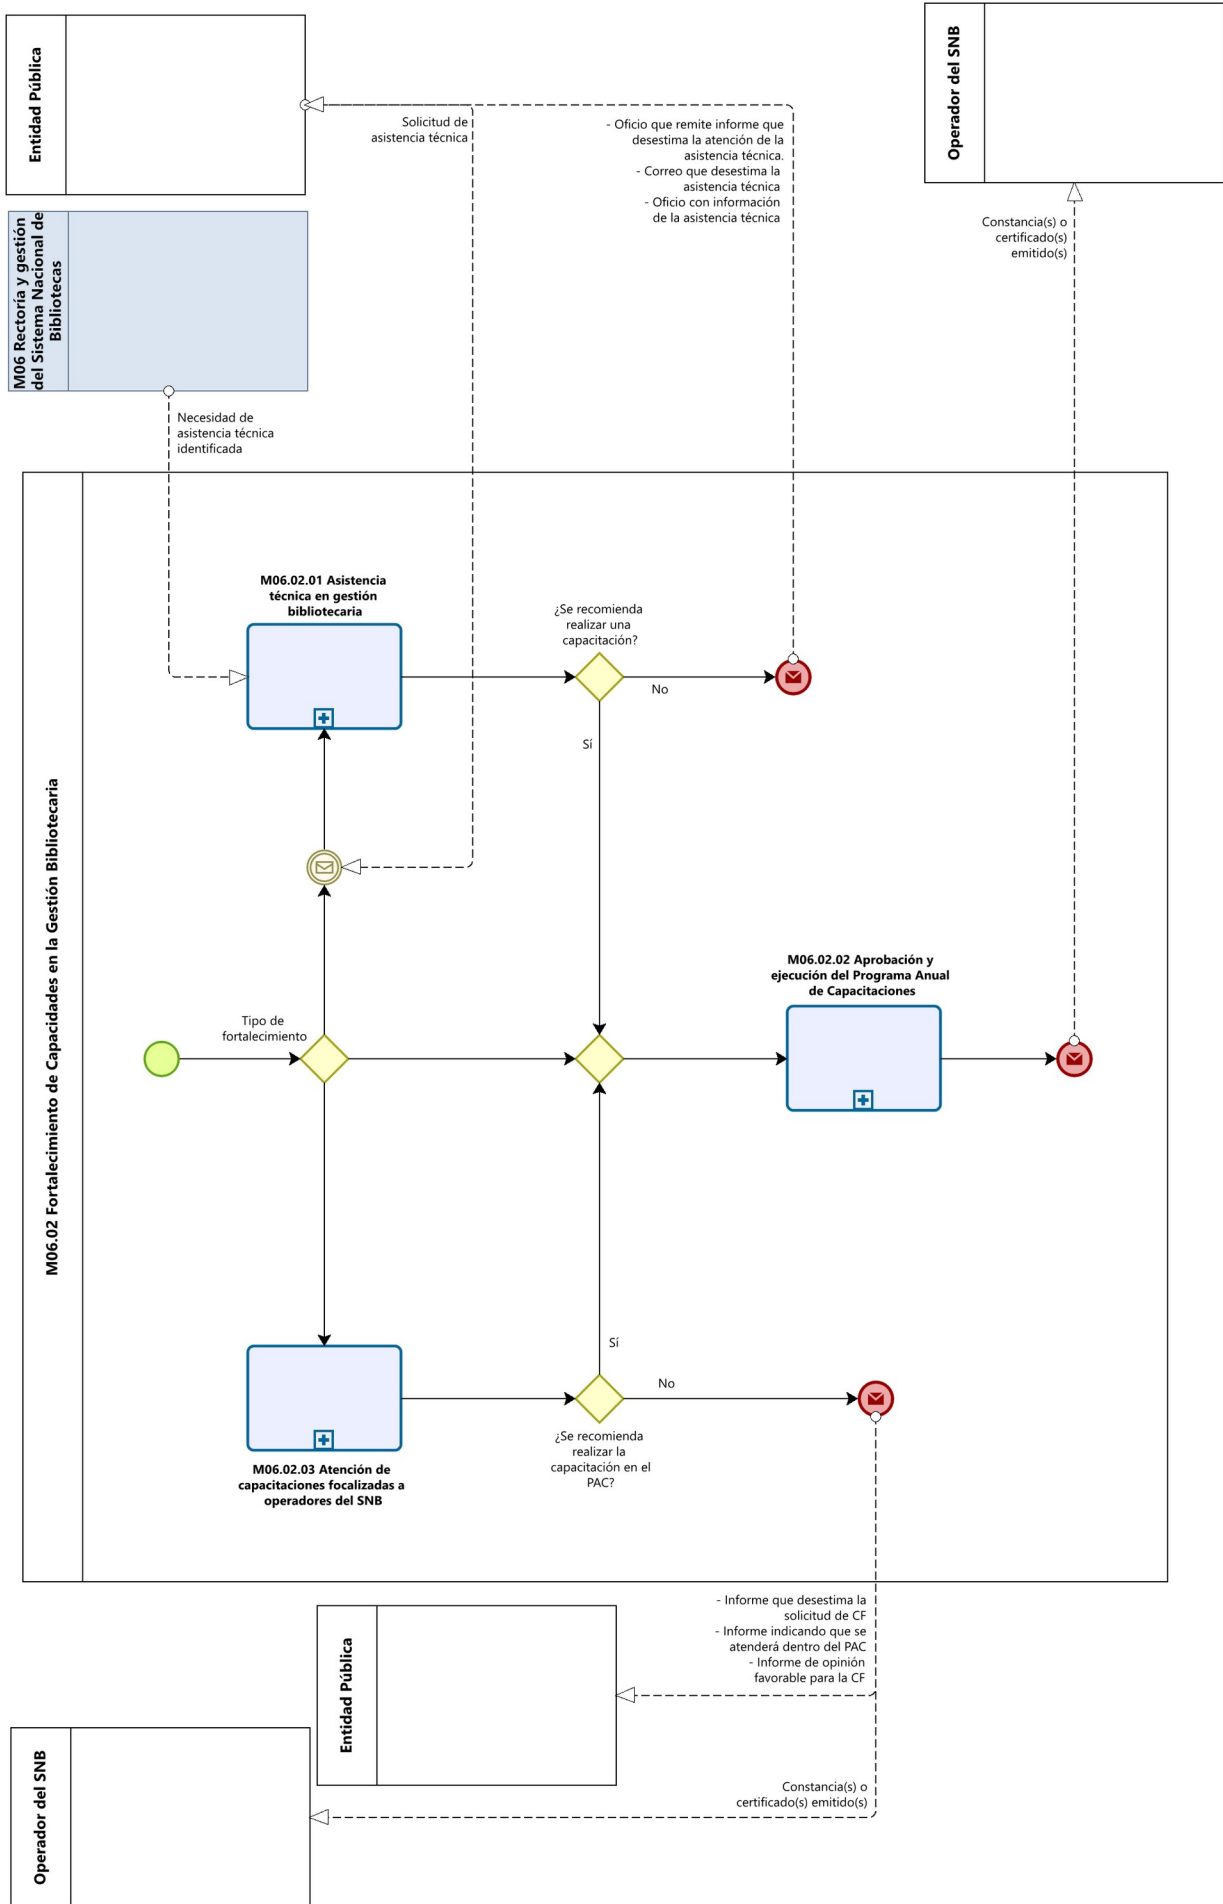 Entidad Pública
Operador del SNB
Solicitud de
asistencia técnica
- Oficio que remite informe que
desestima la atención de la
asistencia técnica.
- Correo que desestima la
asistencia técnica
- Oficio con información
de la asistencia técnica
Constancia(s) o
certificado(s)
emitido(s)
M06 Rectoría y gestión
del Sistema Nacional de
Bibliotecas
Necesidad de
asistencia técnica
identificada
M06.02 Fortalecimiento de Capacidades en la Gestión Bibliotecaria
M06.02.01 Asistencia
técnica en gestión
bibliotecaria
¿Se recomienda
realizar una
capacitación?
No
Sí
M06.02.02 Aprobación y
ejecución del Programa Anual
de Capacitaciones
Tipo de
fortalecimiento
Sí
No
¿Se recomienda
realizar la
capacitación en el
PAC?
M06.02.03 Atención de
capacitaciones focalizadas a
operadores del SNB
- Informe que desestima la
solicitud de CF
- Informe indicando que se
atenderá dentro del PAC
- Informe de opinión
favorable para la CF
Entidad Pública
Constancia(s) o
certificado(s) emitido(s)
Operador del SNB